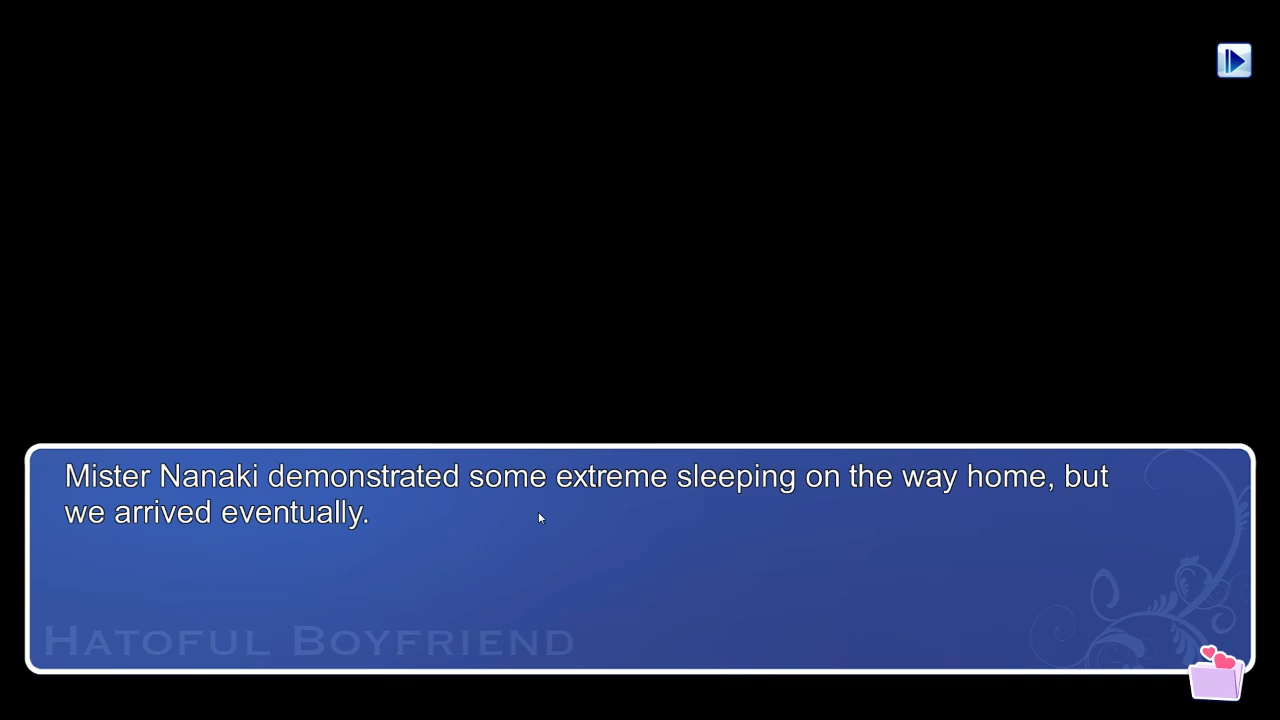 Mister Nanaki demonstrated some extreme sleeping on the way home, but
we arrived eventually.
HATOFUL BOYFRIEND